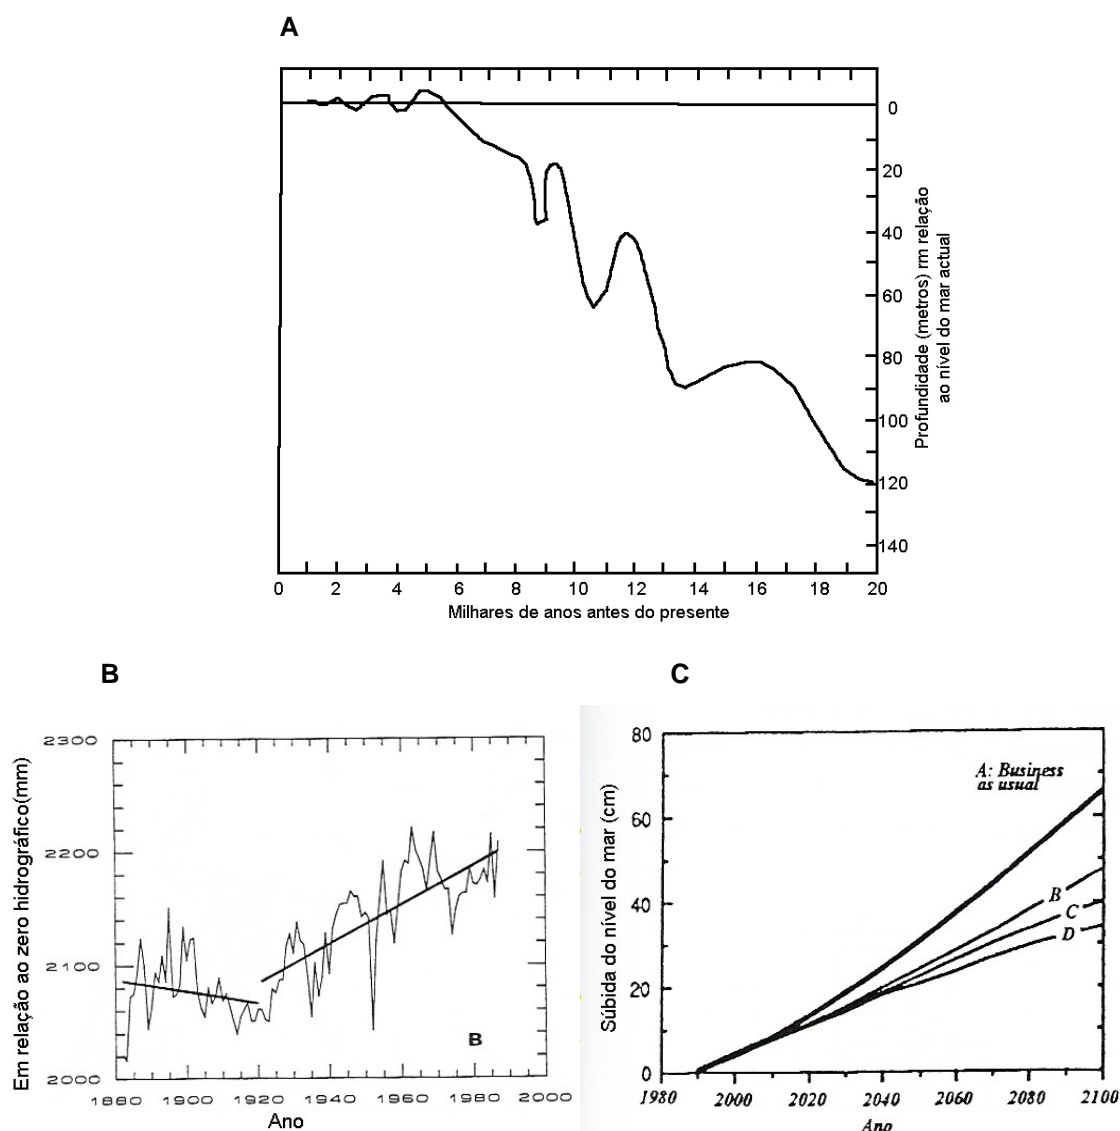 A
0
20
40
60
80
100
120
140
Profundidade (metros) rm relação
ao nível do mar actual
0 2 4 6 8 10 12 14 16 18 20
Milhares de anos antes do presente
B
2300
2200
2100
2000
Em relação ao zero hidrográfico(mm)
B
1880 1900 1920 1940 1960 1980 2000
Ano
C
80
60
40
20
0
Súbida do nível do mar (cm)
A: Business
as usual
B
C
D
1980 2000 2020 2040 2060 2080 2100
Ano